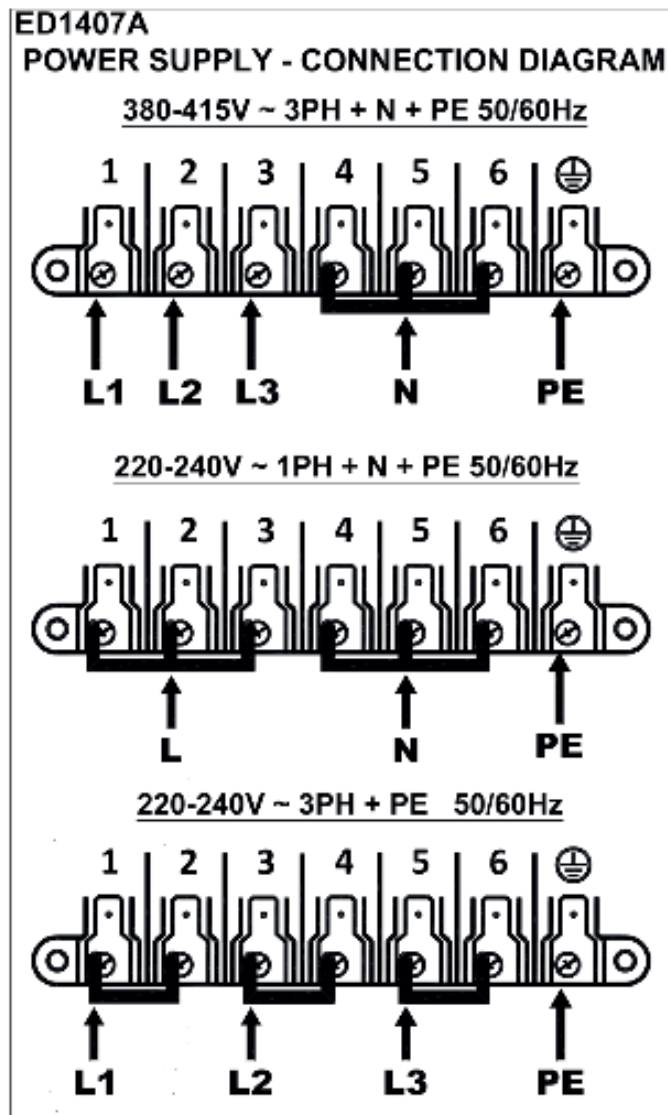 ED1407A
POWER SUPPLY - CONNECTION DIAGRAM
380-415V ~ 3PH + N + PE 50/60Hz
1 2 3 4 5 6
L1 L2 L3 N PE
220-240V ~ 1PH + N + PE 50/60Hz
1 2 3 4 5 6
L N PE
220-240V ~ 3PH + PE 50/60Hz
1 2 3 4 5 6
L1 L2 L3 PE